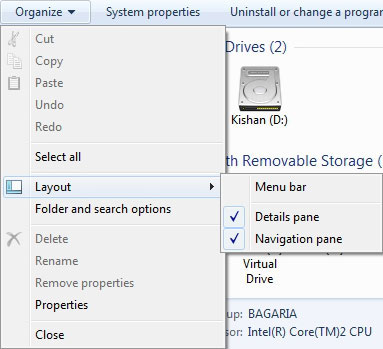 Organize System properties Uninstall or change a program
Cut
Copy
Paste
Undo
Redo
Select all
Layout
Folder and search options
Delete
Rename
Remove properties
Properties
Close
Drives (2)
Kishan (D:)
th Removable Storage (
Menu bar
Details pane
Navigation pane
Virtual
Drive
up: BAGARIA
sor: Intel(R) Core(TM)2 CPU